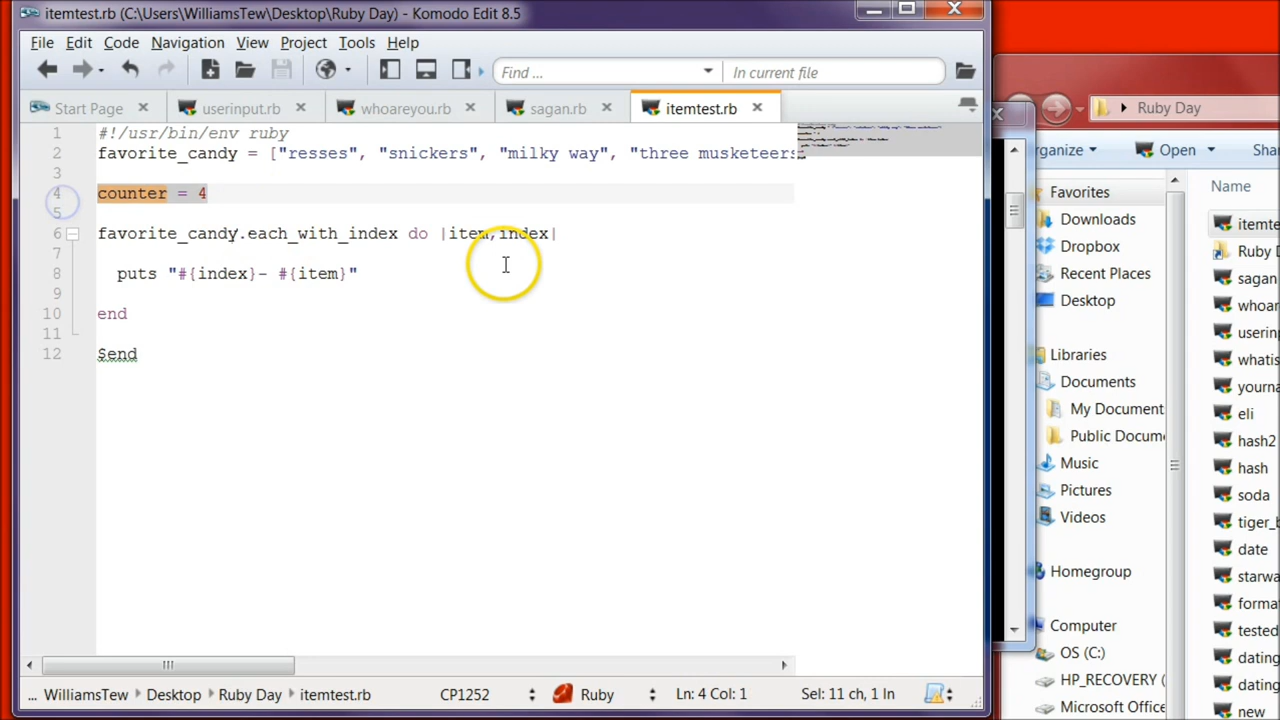 itemtest.rb (C:\Users\WilliamsTew\Desktop\Ruby Day) - Komodo Edit 8.5
File Edit Code Navigation View Project Tools Help
Find ... In current file
Start Page userinput.rb whoareyou.rb sagan.rb itemtest.rb
1 #!/usr/bin/env ruby
2 favorite_candy = ["resses", "snickers", "milky way", "three musketeers
3
4 counter = 4
5
6 favorite_candy.each_with_index do |item,index|
7
8 puts "#{index}- #{item}"
9
10 end
11
12 $end
... WilliamsTew Desktop Ruby Day itemtest.rb CP1252 Ruby Ln: 4 Col: 1 Sel: 11 ch, 1 ln
Ruby Day
Open
Favorites
Downloads
Dropbox
Recent Places
Desktop
Libraries
Documents
My Document
Public Docum
Music
Pictures
Videos
Homegroup
Computer
OS (C:)
HP_RECOVERY (
Microsoft Office
Name
itemte
Ruby D
sagan
whoar
userin
whatis
yourna
eli
hash2
hash
soda
tiger_b
date
starwa
forma
tested
dating
dating
new